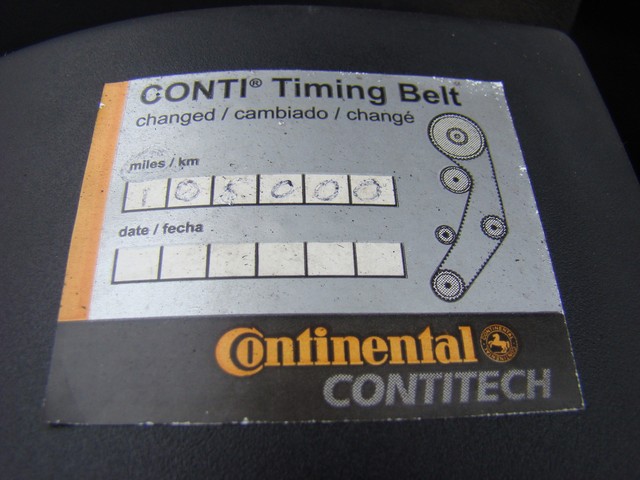 CONTI® Timing Belt
changed / cambiado / changé
miles / km
105000
date / fecha
Continental
CONTITECH